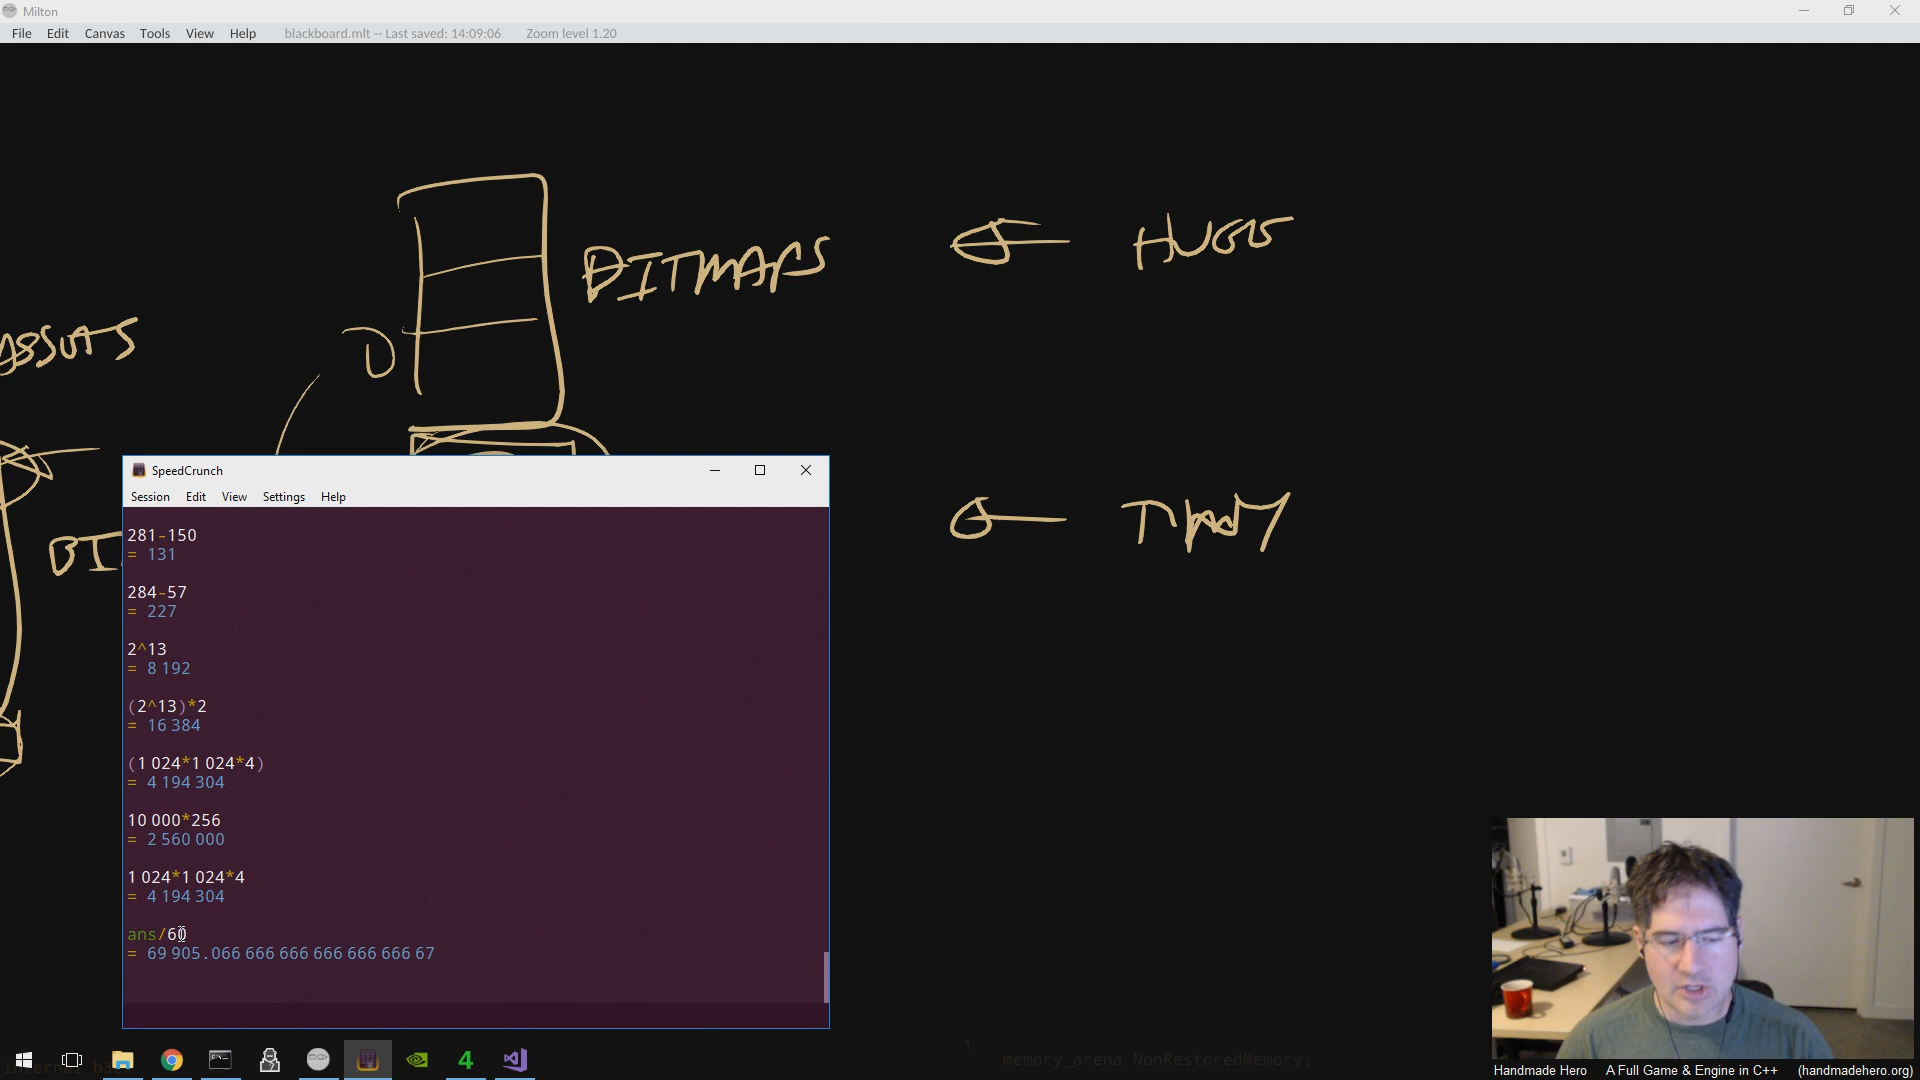 Milton
File Edit Canvas Tools View Help blackboard.mlt -- Last saved: 14:09:06 Zoom level 1.20
BITMAPS
HUGE
ASSETS
D
TINY
BI
SpeedCrunch
Session Edit View Settings Help
281-150
= 131
284-57
= 227
2^13
= 8 192
(2^13)*2
= 16 384
(1 024*1 024*4)
= 4 194 304
10 000*256
= 2 560 000
1 024*1 024*4
= 4 194 304
ans/60
= 69 905.066 666 666 666 666 666 67
4
memory_arena NonRestoredMemory;
Handmade Hero A Full Game & Engine in C++ (handmadehero.org)